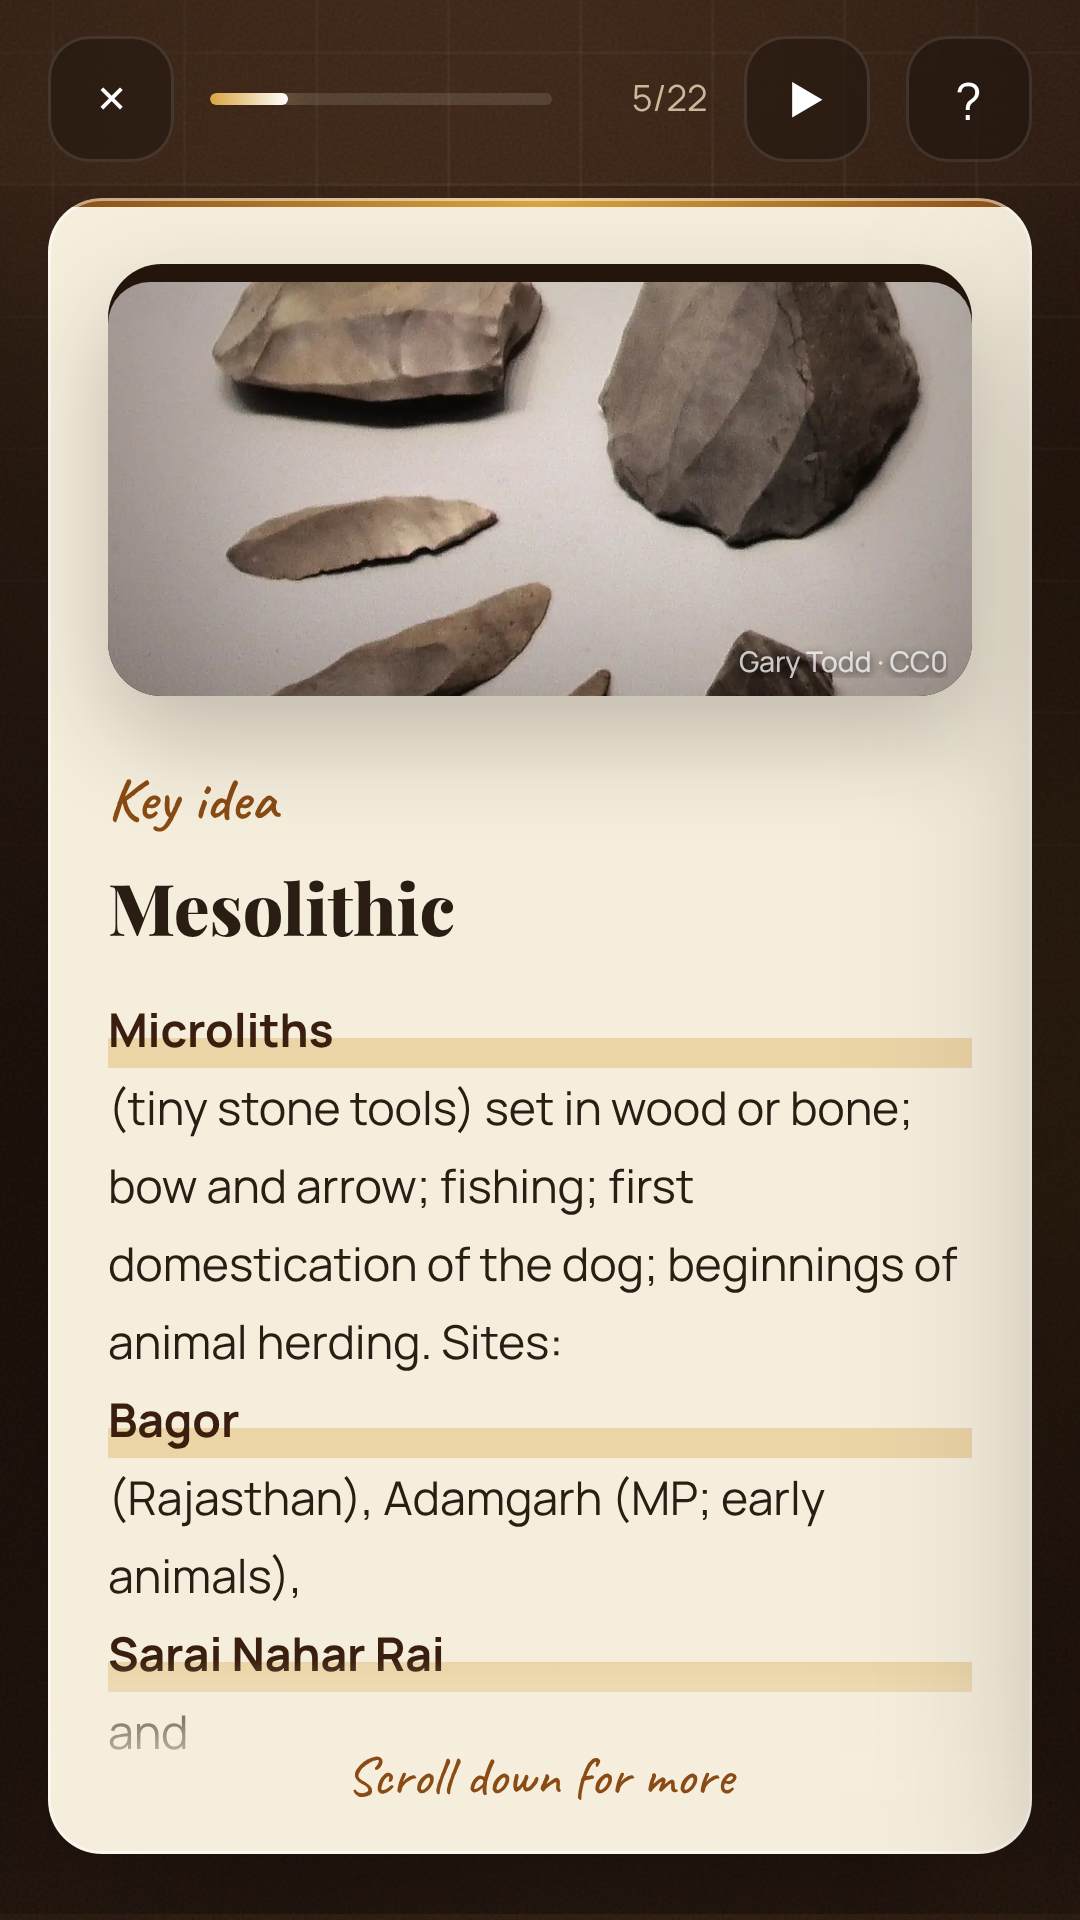 ×
5/22
?
Gary Todd · CC0
Key idea
Mesolithic
Microliths
(tiny stone tools) set in wood or bone;
bow and arrow; fishing; first
domestication of the dog; beginnings of
animal herding. Sites:
Bagor
(Rajasthan), Adamgarh (MP; early
animals),
Sarai Nahar Rai
and
Scroll down for more